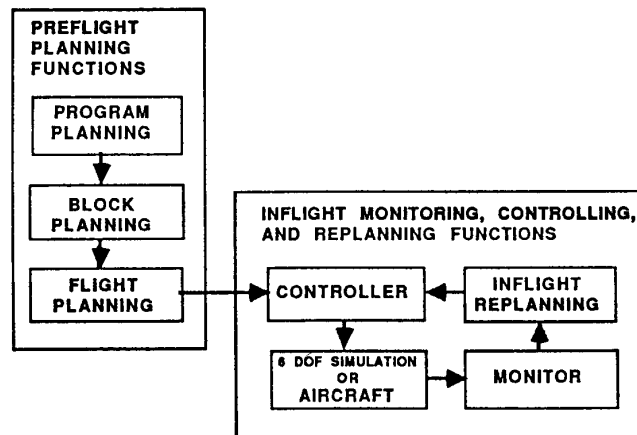 PREFLIGHT
PLANNING
FUNCTIONS
PROGRAM
PLANNING
BLOCK
PLANNING
FLIGHT
PLANNING
INFLIGHT MONITORING, CONTROLLING,
AND REPLANNING FUNCTIONS
CONTROLLER
INFLIGHT
REPLANNING
6 DOF SIMULATION
OR
AIRCRAFT
MONITOR